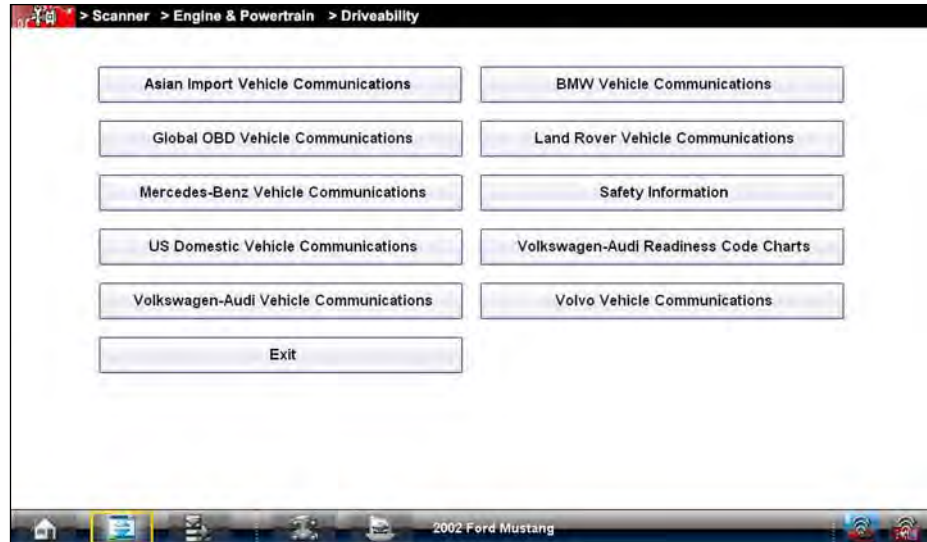 > Scanner > Engine & Powertrain > Driveability
Asian Import Vehicle Communications
BMW Vehicle Communications
Global OBD Vehicle Communications
Land Rover Vehicle Communications
Mercedes-Benz Vehicle Communications
Safety Information
US Domestic Vehicle Communications
Volkswagen-Audi Readiness Code Charts
Volkswagen-Audi Vehicle Communications
Volvo Vehicle Communications
Exit
2002 Ford Mustang